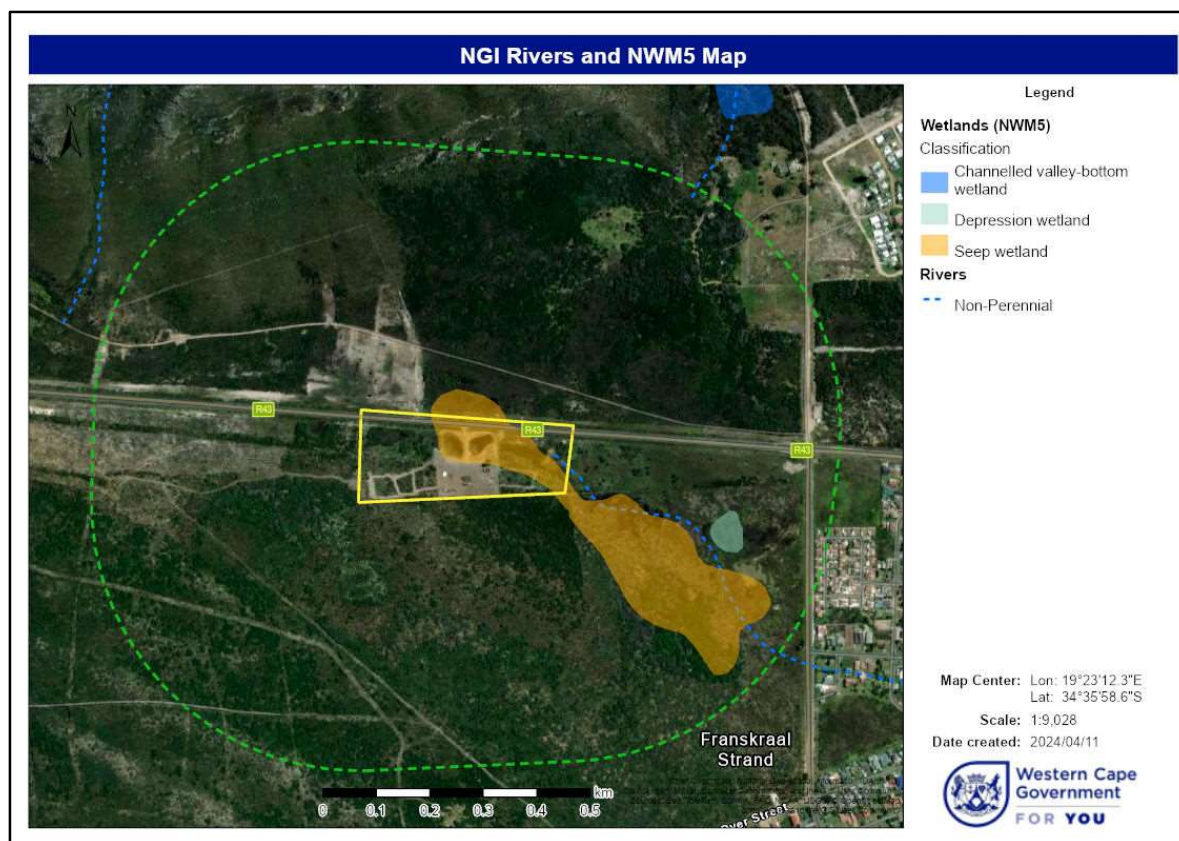 NGI Rivers and NWM5 Map
N
R43
R43
R43
Franskraal
Strand
km
0 0.1 0.2 0.3 0.4 0.5
Street
Legend
Wetlands (NWM5)
Classification
Channelled valley-bottom
wetland
Depression wetland
Seep wetland
Rivers
Non-Perennial
Map Center: Lon: 19°23'12.3"E
Lat: 34°35'58.6"S
Scale: 1:9,028
Date created: 2024/04/11
Western Cape
Government
FOR YOU